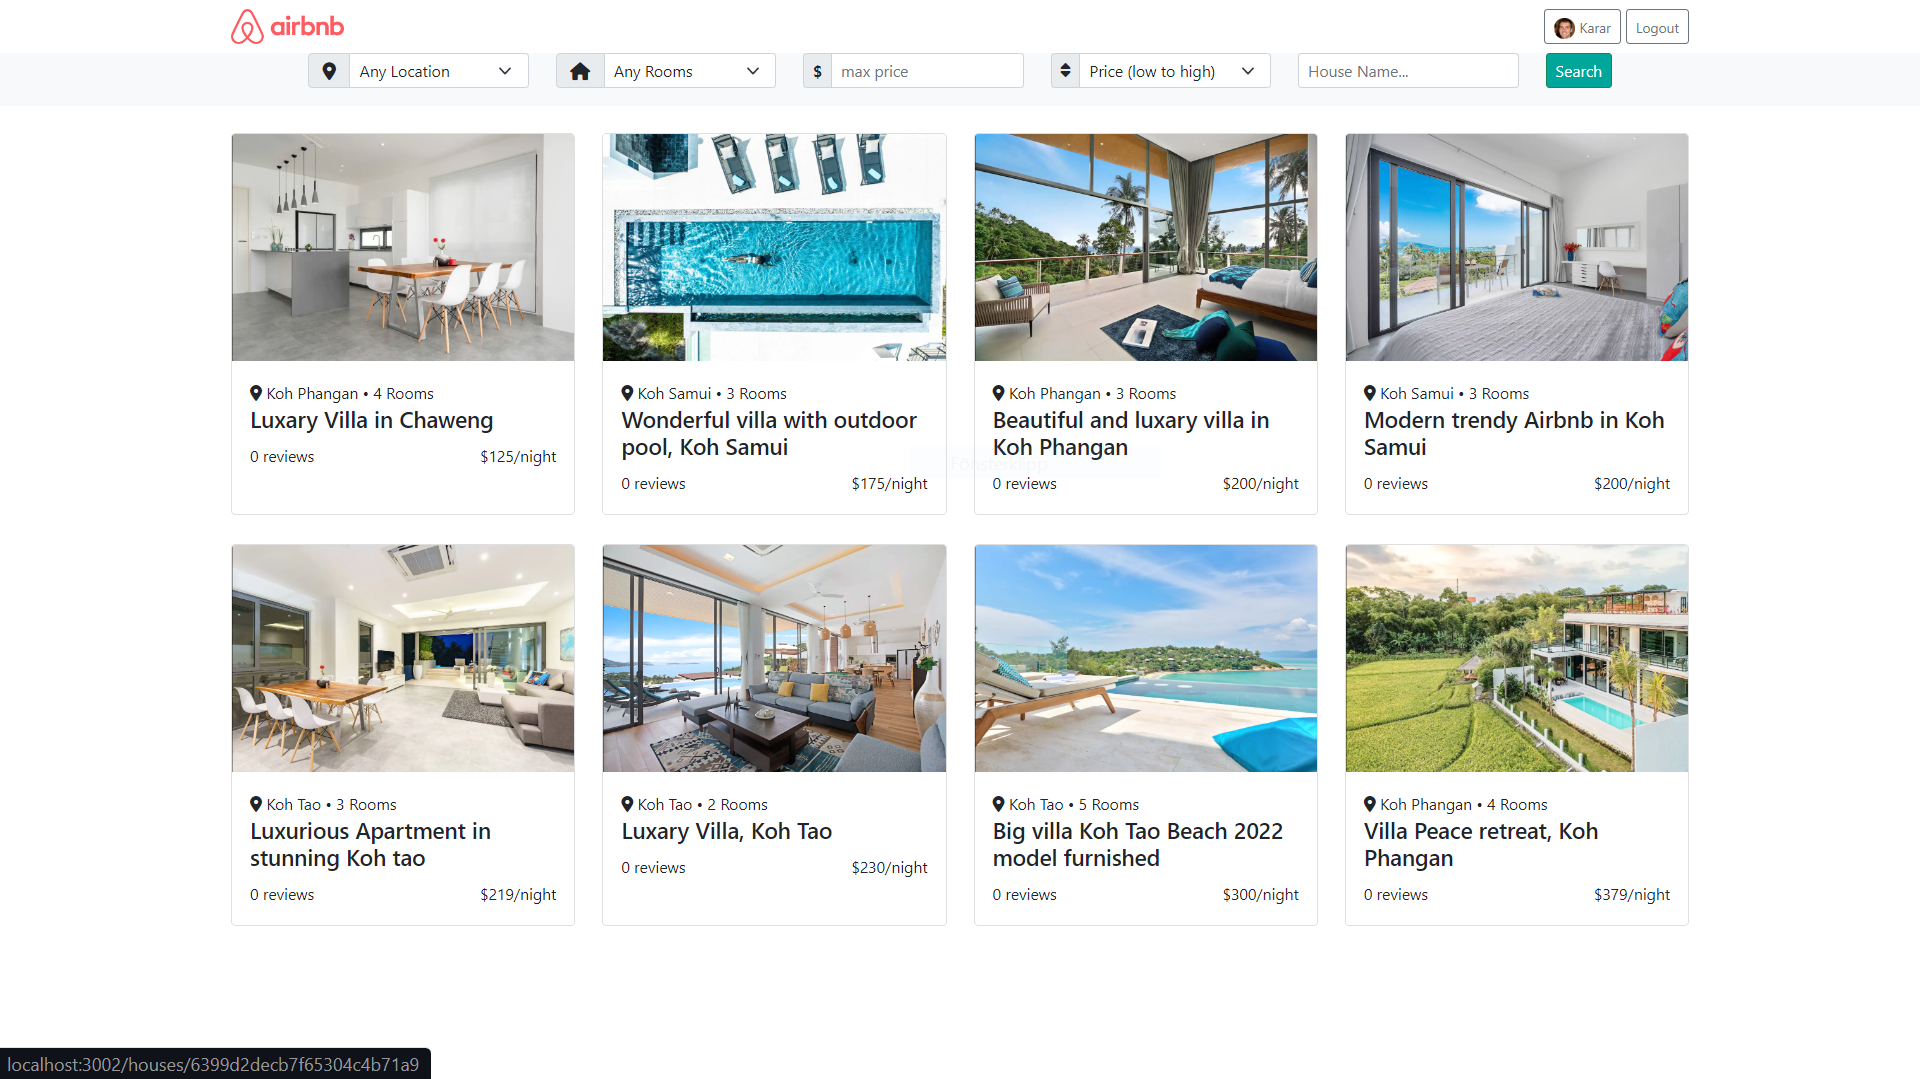 airbnb
Karar
Logout
Any Location
Any Rooms
$ max price
Price (low to high)
House Name...
Search
Koh Phangan • 4 Rooms
Luxary Villa in Chaweng
0 reviews $125/night
Koh Samui • 3 Rooms
Wonderful villa with outdoor
pool, Koh Samui
0 reviews $175/night
Koh Phangan • 3 Rooms
Beautiful and luxary villa in
Koh Phangan
0 reviews $200/night
Koh Samui • 3 Rooms
Modern trendy Airbnb in Koh
Samui
0 reviews $200/night
Fönsterklipp
Koh Tao • 3 Rooms
Luxurious Apartment in
stunning Koh tao
0 reviews $219/night
Koh Tao • 2 Rooms
Luxary Villa, Koh Tao
0 reviews $230/night
Koh Tao • 5 Rooms
Big villa Koh Tao Beach 2022
model furnished
0 reviews $300/night
Koh Phangan • 4 Rooms
Villa Peace retreat, Koh
Phangan
0 reviews $379/night
localhost:3002/houses/6399d2decb7f65304c4b71a9